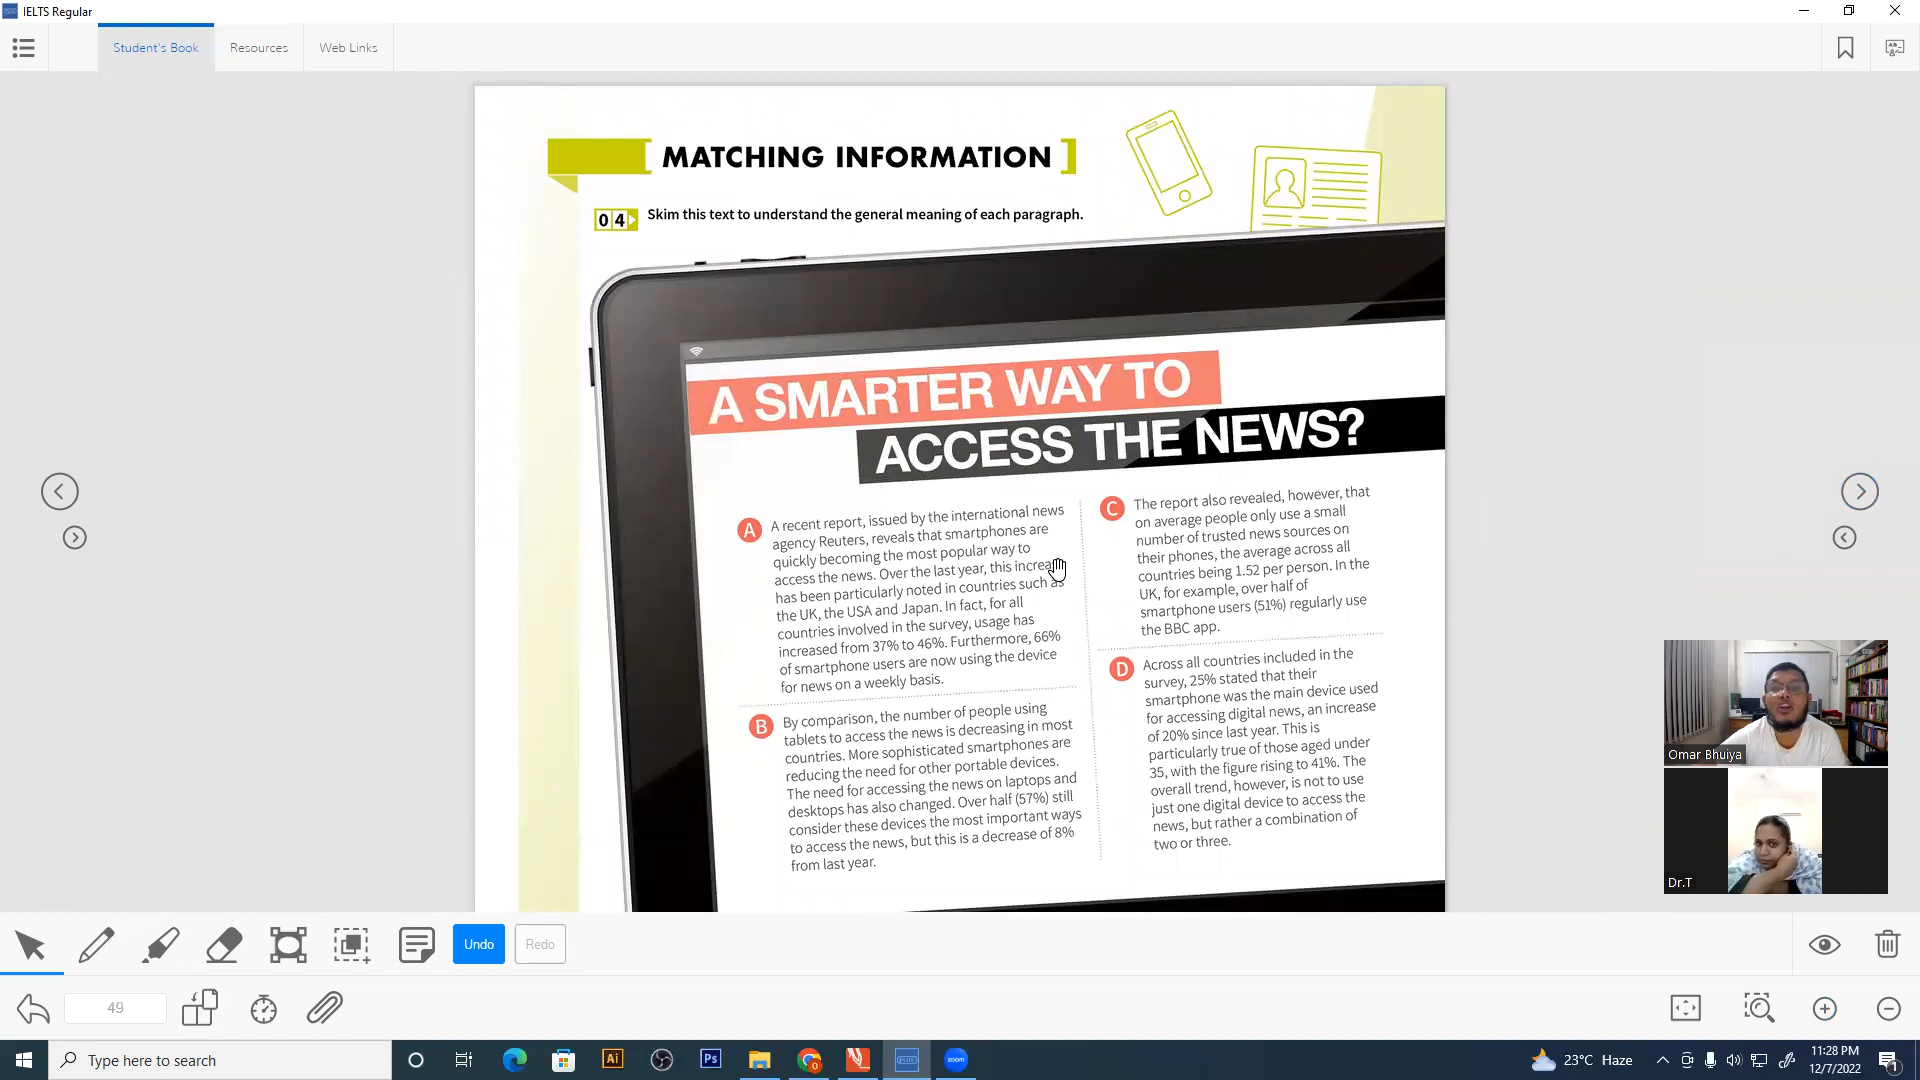 IELTS Regular
Student's Book
Resources
Web Links
MATCHING INFORMATION
04
Skim this text to understand the general meaning of each paragraph.
A SMARTER WAY TO
ACCESS THE NEWS?
A
A recent report, issued by the international news
agency Reuters, reveals that smartphones are
quickly becoming the most popular way to
access the news. Over the last year, this increa
has been particularly noted in countries such as
the UK, the USA and Japan. In fact, for all
countries involved in the survey, usage has
increased from 37% to 46%. Furthermore, 66%
of smartphone users are now using the device
for news on a weekly basis.
B
By comparison, the number of people using
tablets to access the news is decreasing in most
countries. More sophisticated smartphones are
reducing the need for other portable devices.
The need for accessing the news on laptops and
desktops has also changed. Over half (57%) still
consider these devices the most important ways
to access the news, but this is a decrease of 8%
from last year.
C
The report also revealed, however, that
on average people only use a small
number of trusted news sources on
their phones, the average across all
countries being 1.52 per person. In the
UK, for example, over half of
smartphone users (51%) regularly use
the BBC app.
D
Across all countries included in the
survey, 25% stated that their
smartphone was the main device used
for accessing digital news, an increase
of 20% since last year. This is
particularly true of those aged under
35, with the figure rising to 41%. The
overall trend, however, is not to use
just one digital device to access the
news, but rather a combination of
two or three.
Omar Bhuiya
Dr.T
Undo
Redo
49
Type here to search
Ai
Ps
zoom
23°C Haze
11:28 PM
12/7/2022
1